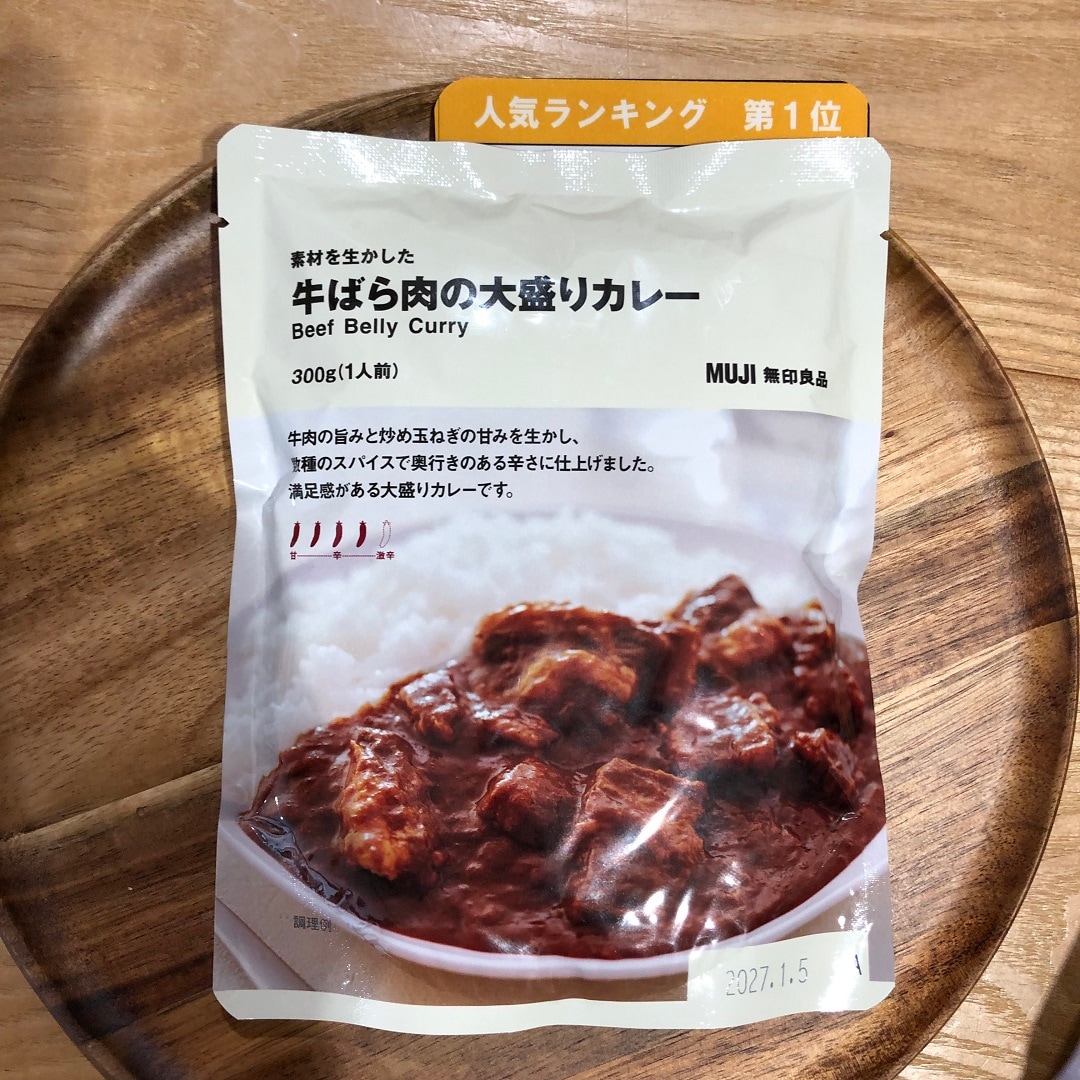 人気ランキング 第1位
素材を生かした
牛ばら肉の大盛りカレー
Beef Belly Curry
300g(1人前)
MUJI 無印良品
牛肉の旨みと炒め玉ねぎの甘みを生かし、
数種のスパイスで奥行きのある辛さに仕上げました。
満足感がある大盛りカレーです。
甘 辛 激辛
調理例
2027.1.5